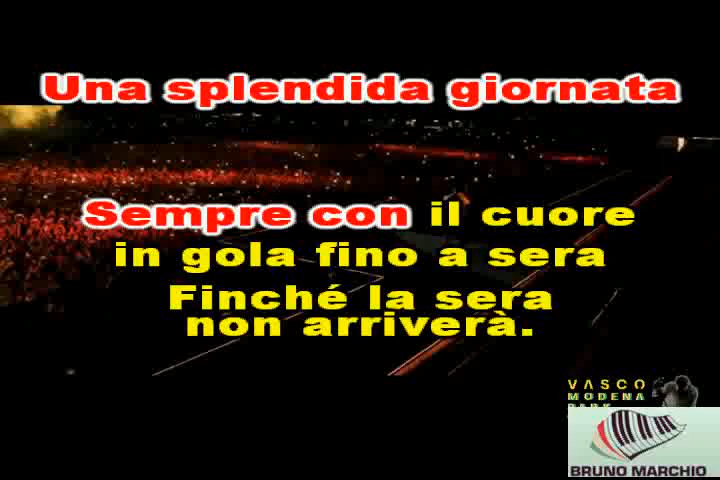 Una splendida giornata
Sempre con il cuore
in gola fino a sera
Finché la sera
non arriverà.
VASCO
MODENA
PARK
BRUNO MARCHIO